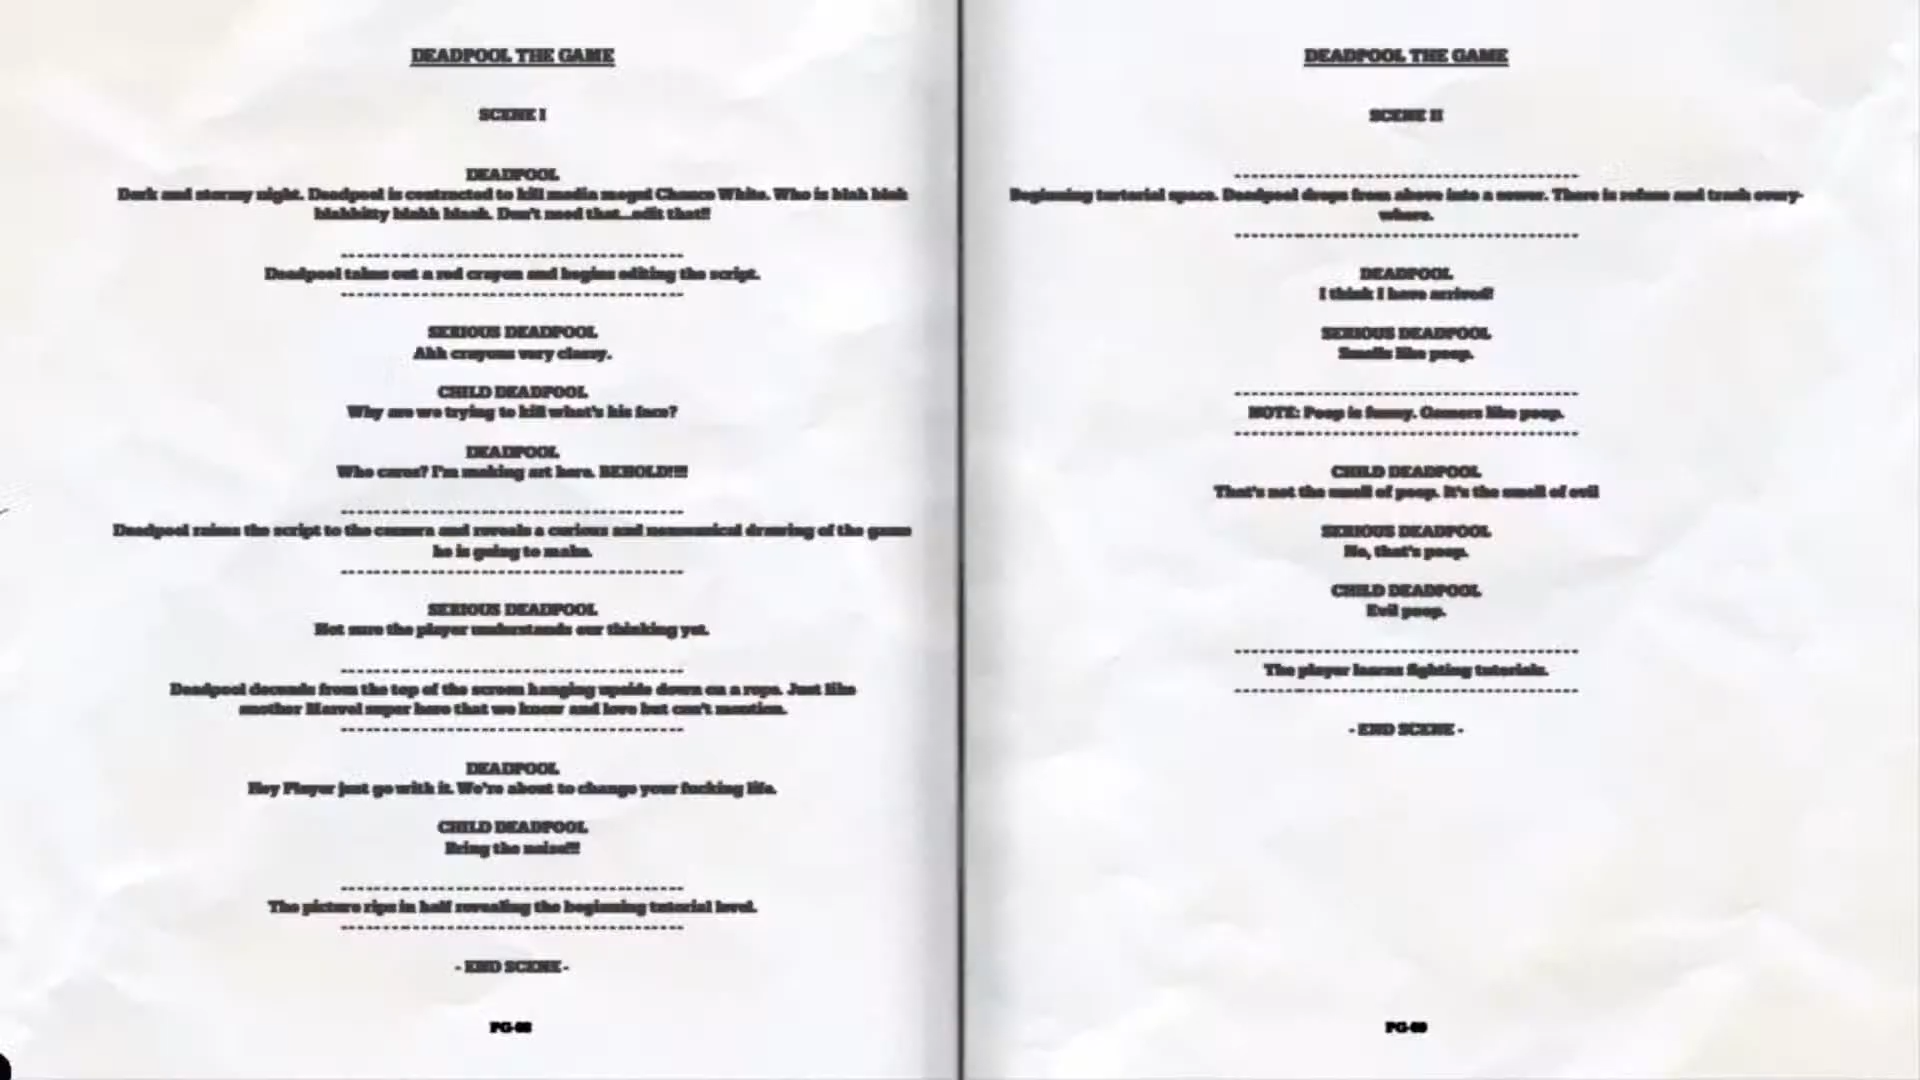 DEADPOOL THE GAME
SCENE I
DEADPOOL
Dark and stormy night. Deadpool is contracted to kill media mogul Chance White. Who is blah blah
blahbitty blahh blaah. Don't need that...edit that!!
------------------------------------------
Deadpool takes out a red crayon and begins editing the script.
------------------------------------------
SERIOUS DEADPOOL
Ahh crayons very classy.
CHILD DEADPOOL
Why are we trying to kill what's his face?
DEADPOOL
Who cares? I'm making art here. BEHOLD!!!!
------------------------------------------
Deadpool raises the script to the camera and reveals a curious and nonsensical drawing of the game
he is going to make.
------------------------------------------
SERIOUS DEADPOOL
Not sure the player understands our thinking yet.
------------------------------------------
Deadpool decends from the top of the screen hanging upside down on a rope. Just like
another Marvel super hero that we know and love but can't mention.
------------------------------------------
DEADPOOL
Hey Player just go with it. We're about to change your fucking life.
CHILD DEADPOOL
Bring the noise!!!
------------------------------------------
The picture rips in half revealing the beginning tutorial level.
------------------------------------------
- END SCENE -
PG-08
DEADPOOL THE GAME
SCENE II
------------------------------------------
Beginning turtorial space. Deadpool drops from above into a sewer. There is refuse and trash every-
where.
------------------------------------------
DEADPOOL
I think I have arrived!
SERIOUS DEADPOOL
Smells like poop.
------------------------------------------
NOTE: Poop is funny. Gamers like poop.
------------------------------------------
CHILD DEADPOOL
That's not the smell of poop. It's the smell of evil
SERIOUS DEADPOOL
No, that's poop.
CHILD DEADPOOL
Evil poop.
------------------------------------------
The player learns fighting tutorials.
------------------------------------------
- END SCENE -
PG-09